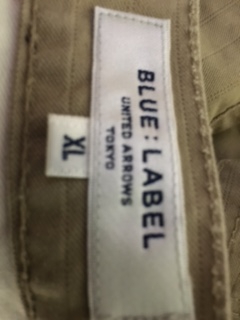 BLUE : LABEL
UNITED ARROWS
TOKYO
XL